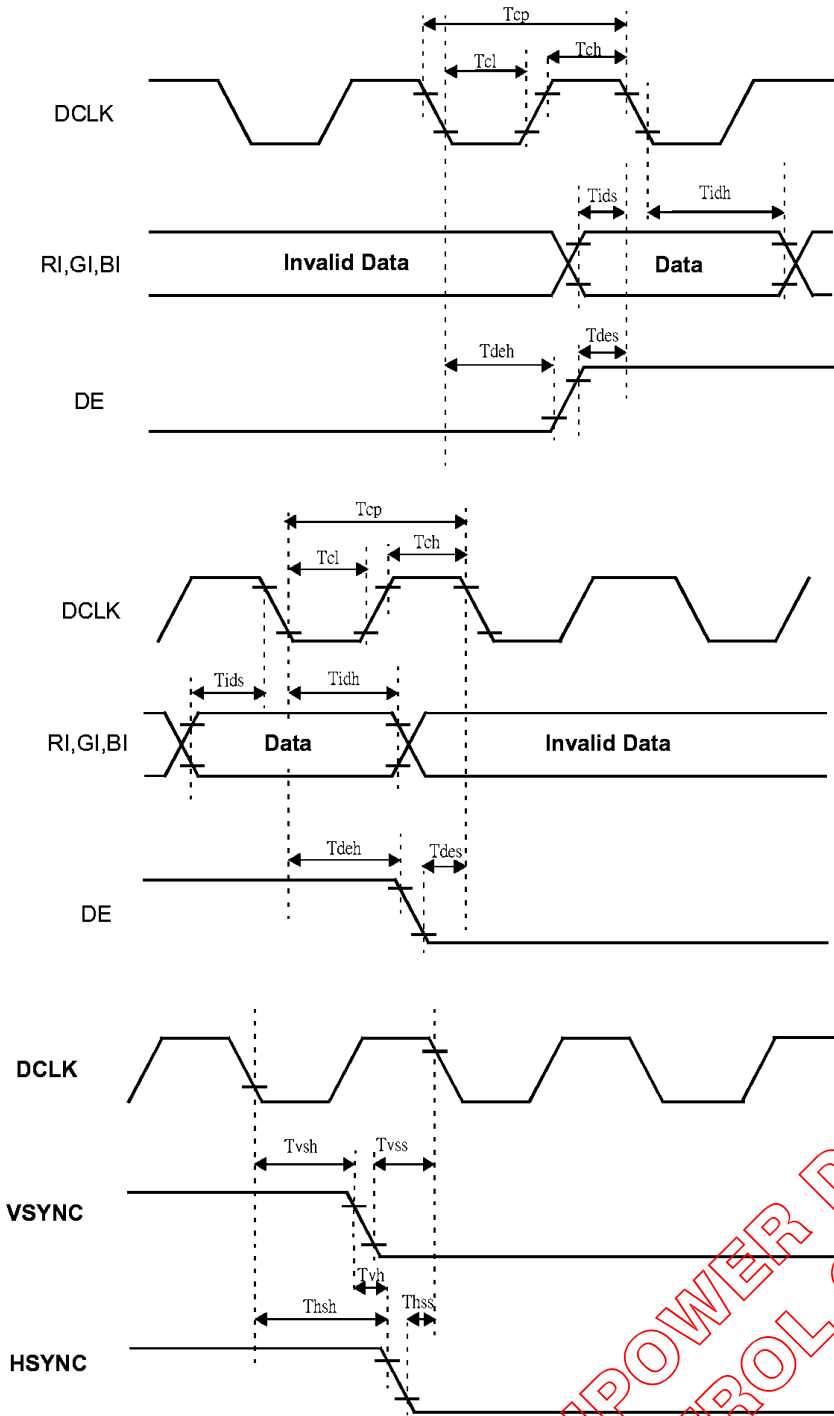 Tcp
Tcl Tch
DCLK
Tids Tidh
RI,GI,BI Invalid Data Data
Tdeh Tdes
DE
Tcp
Tcl Tch
DCLK
Tids Tidh
RI,GI,BI Data Invalid Data
Tdeh Tdes
DE
DCLK
Tvsh Tvss
VSYNC
Tvh
Thsh Thss
HSYNC